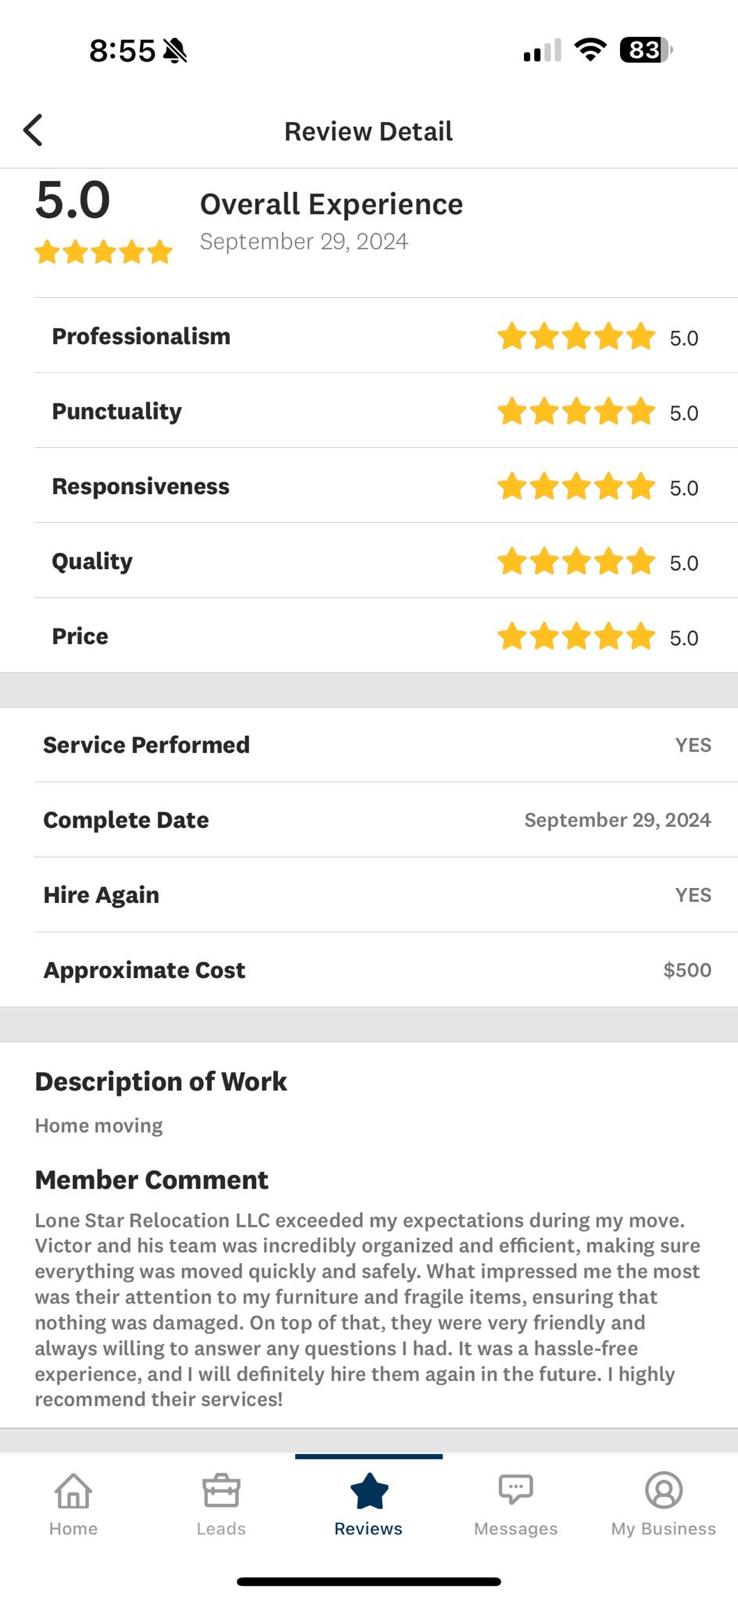 8:55
83
Review Detail
5.0
Overall Experience
September 29, 2024
Professionalism 5.0
Punctuality 5.0
Responsiveness 5.0
Quality 5.0
Price 5.0
Service Performed YES
Complete Date September 29, 2024
Hire Again YES
Approximate Cost $500
Description of Work
Home moving
Member Comment
Lone Star Relocation LLC exceeded my expectations during my move.
Victor and his team was incredibly organized and efficient, making sure
everything was moved quickly and safely. What impressed me the most
was their attention to my furniture and fragile items, ensuring that
nothing was damaged. On top of that, they were very friendly and
always willing to answer any questions I had. It was a hassle-free
experience, and I will definitely hire them again in the future. I highly
recommend their services!
Home Leads Reviews Messages My Business